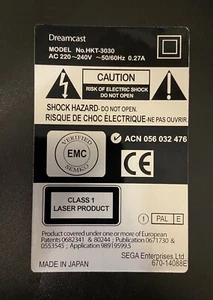 Dreamcast
MODEL No.HKT-3030
AC 220~240V ~50/60Hz 0.27A
CAUTION
RISK OF ELECTRIC SHOCK
DO NOT OPEN
SHOCK HAZARD- DO NOT OPEN.
RISQUE DE CHOC ÉLECTRIQUE-NE PAS OUVRIR
VERIFIED
EMC
SEMKO
ACN 056 032 476
CE
CLASS 1
LASER PRODUCT
! PAL E
Product covered under one or more of European
Patents 0682341 & 80244 ; Publication 0671730 &
0553545 ; Application 98919599.5
SEGA Enterprises Ltd
MADE IN JAPAN
670-14088E